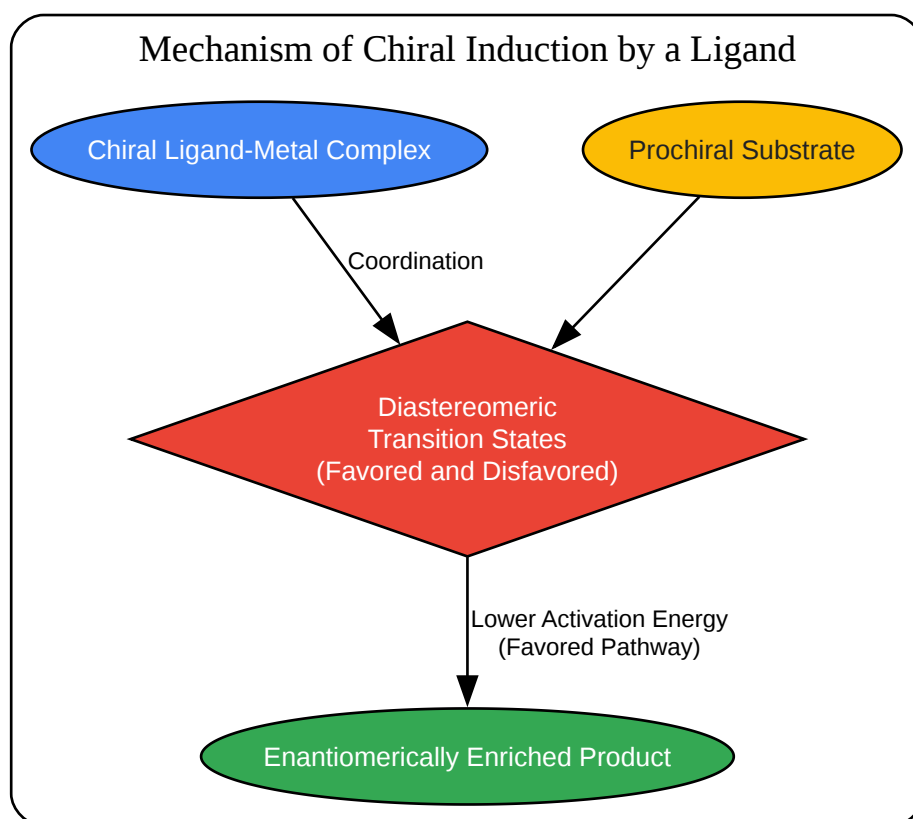 Mechanism of Chiral Induction by a Ligand
Chiral Ligand-Metal Complex
Prochiral Substrate
Coordination
Diastereomeric
Transition States
(Favored and Disfavored)
Lower Activation Energy
(Favored Pathway)
Enantiomerically Enriched Product